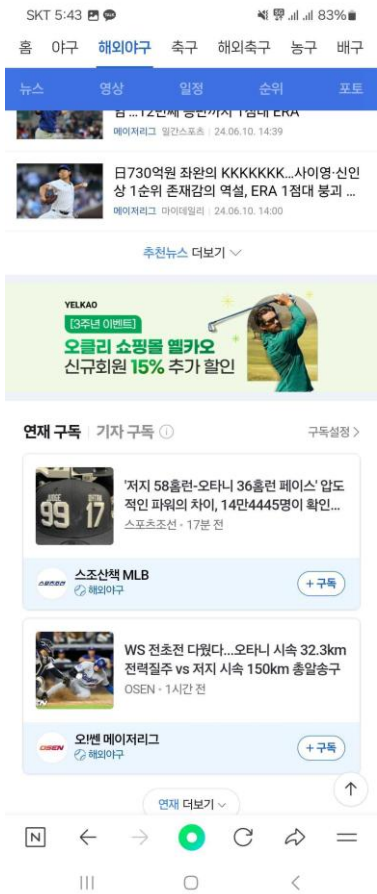 SKT 5:43
83%
홈 야구 해외야구 축구 해외축구 농구 배구
뉴스 영상 일정 순위 포토
메이저리그 일간스포츠 24.06.10. 14:39
日730억원 좌완의 KKKKKKK...사이영·신인
상 1순위 존재감의 역설, ERA 1점대 붕괴 ...
메이저리그 마이데일리 24.06.10. 14:00
추천뉴스 더보기
YELKAO
[3주년 이벤트]
오클리 쇼핑몰 옐카오
신규회원 15% 추가 할인
연재 구독 기자 구독
구독설정 >
JUDGE OHTANI
99 17
'저지 58홈런-오타니 36홈런 페이스' 압도
적인 파워의 차이, 14만4445명이 확인...
스포츠조선 · 17분 전
스포츠조선
스조산책 MLB
해외야구
+ 구독
WS 전초전 다웠다...오타니 시속 32.3km
전력질주 vs 저지 시속 150km 총알송구
OSEN · 1시간 전
OSEN
오!쎈 메이저리그
해외야구
+ 구독
연재 더보기
N